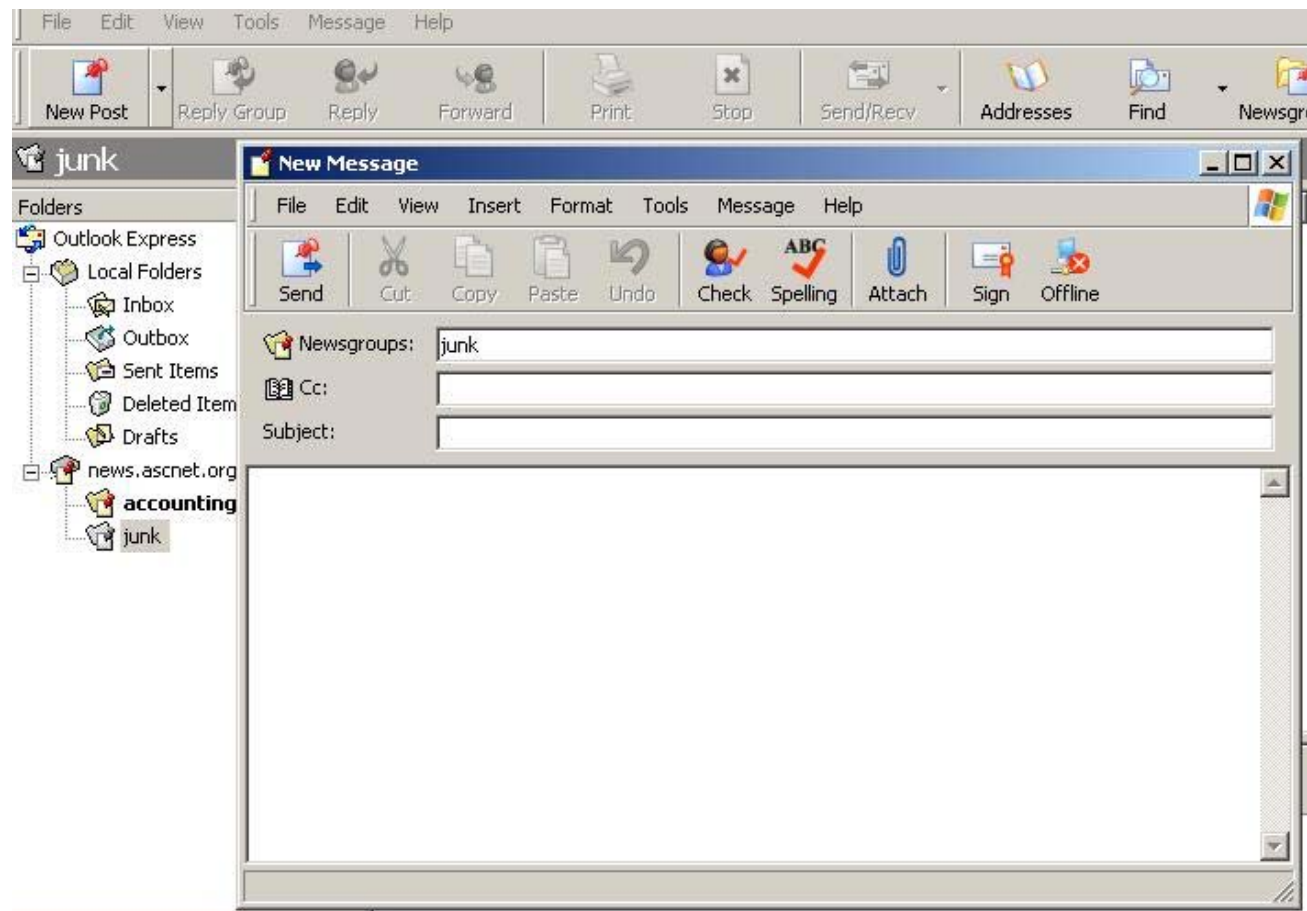 File Edit View Tools Message Help
New Post Reply Group Reply Forward Print Stop Send/Recv Addresses Find Newsgr
junk
New Message
Folders
File Edit View Insert Format Tools Message Help
Outlook Express
Local Folders
Inbox
Outbox
Sent Items
Deleted Item
Drafts
news.ascnet.org
accounting
junk
ABC
Send Cut Copy Paste Undo Check Spelling Attach Sign Offline
Newsgroups: junk
Cc:
Subject: